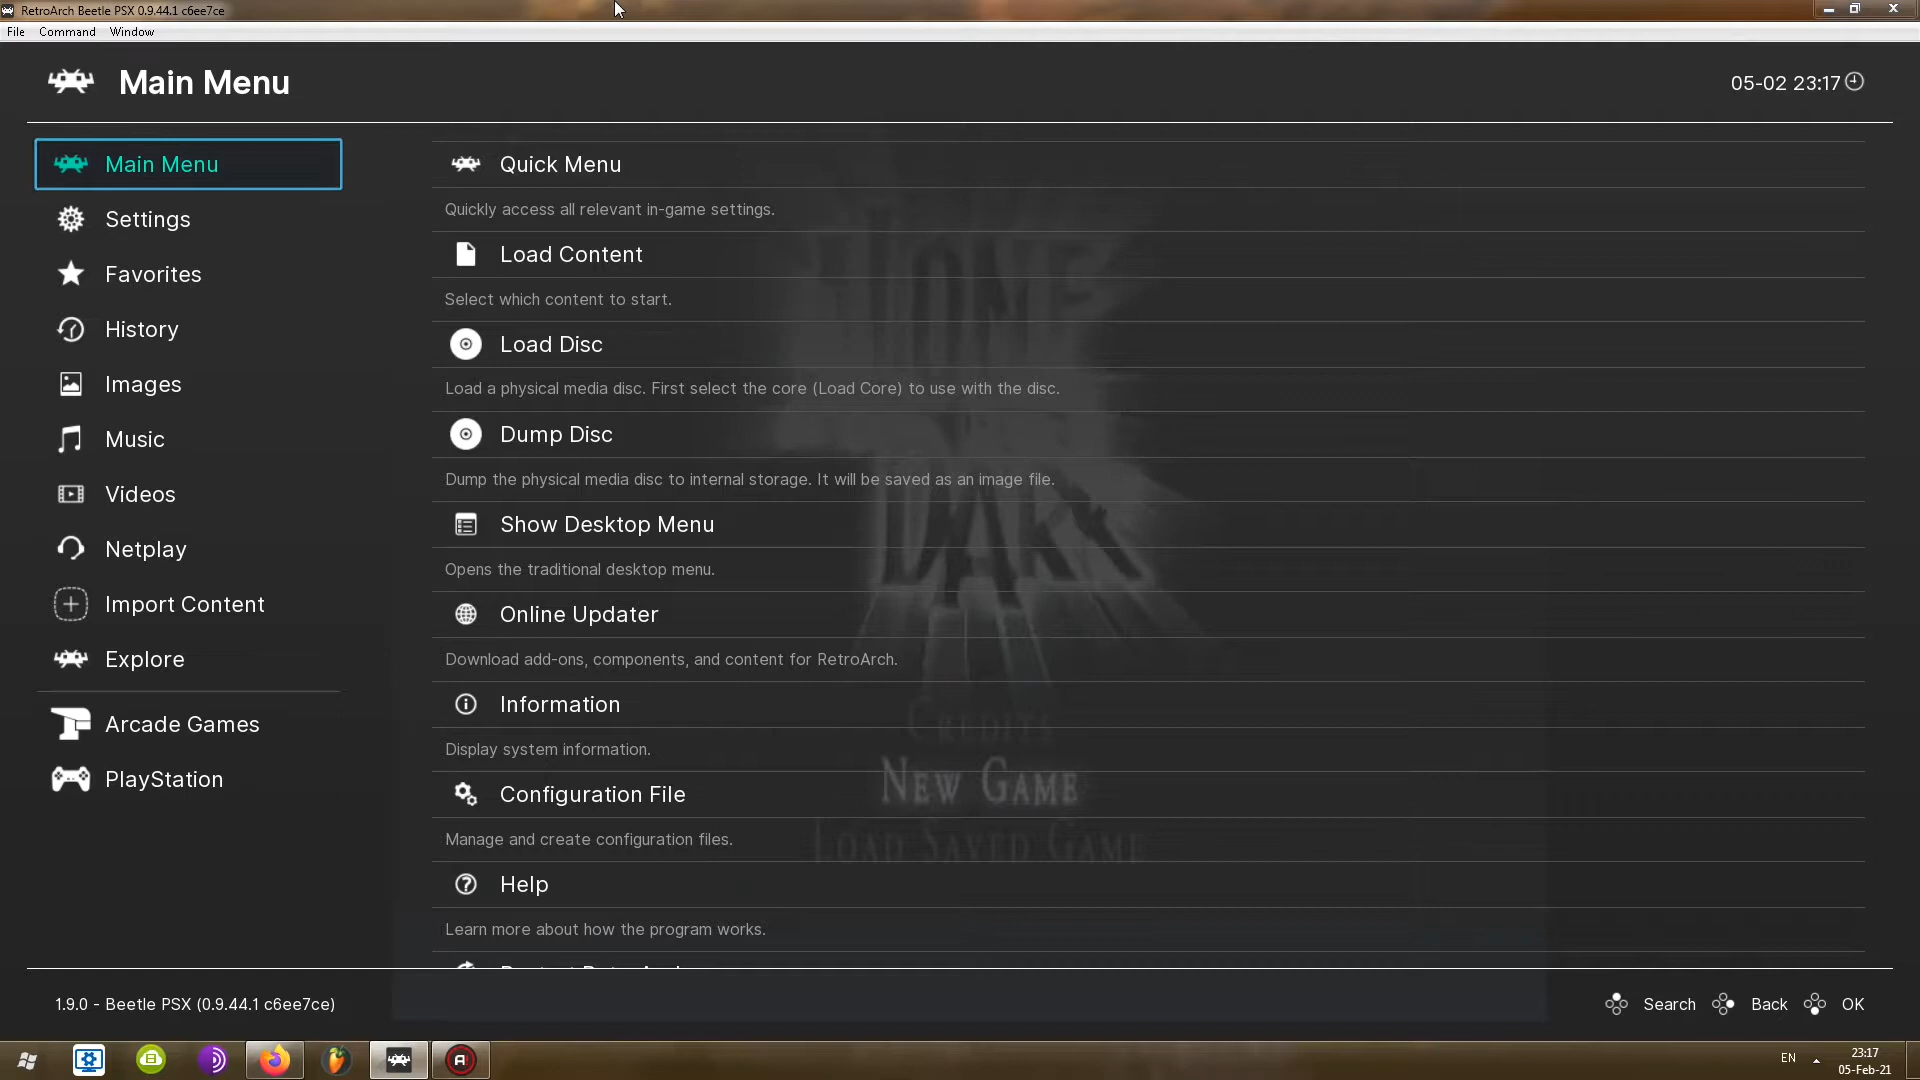 RetroArch Beetle PSX 0.9.44.1 c6ee7ce
File Command Window
Main Menu
05-02 23:17
Main Menu
Settings
Favorites
History
Images
Music
Videos
Netplay
Import Content
Explore
Arcade Games
PlayStation
Quick Menu
Quickly access all relevant in-game settings.
Load Content
Select which content to start.
Load Disc
Load a physical media disc. First select the core (Load Core) to use with the disc.
Dump Disc
Dump the physical media disc to internal storage. It will be saved as an image file.
Show Desktop Menu
Opens the traditional desktop menu.
Online Updater
Download add-ons, components, and content for RetroArch.
Information
Display system information.
Configuration File
Manage and create configuration files.
Help
Learn more about how the program works.
CREDITS
NEW GAME
LOAD SAVED GAME
1.9.0 - Beetle PSX (0.9.44.1 c6ee7ce)
Search Back OK
EN
23:17
05-Feb-21